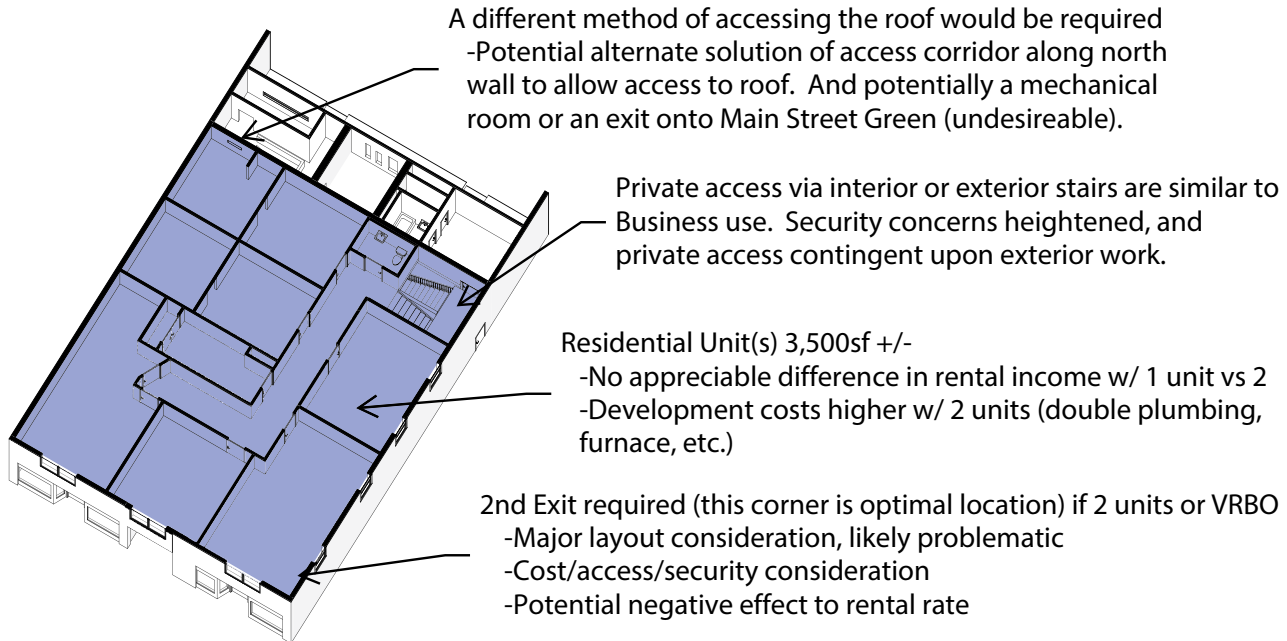 A different method of accessing the roof would be required
-Potential alternate solution of access corridor along north
wall to allow access to roof.  And potentially a mechanical
room or an exit onto Main Street Green (undesireable).
Private access via interior or exterior stairs are similar to
Business use.  Security concerns heightened, and
private access contingent upon exterior work.
Residential Unit(s) 3,500sf +/-
-No appreciable difference in rental income w/ 1 unit vs 2
-Development costs higher w/ 2 units (double plumbing,
furnace, etc.)
2nd Exit required (this corner is optimal location) if 2 units or VRBO
-Major layout consideration, likely problematic
-Cost/access/security consideration
-Potential negative effect to rental rate